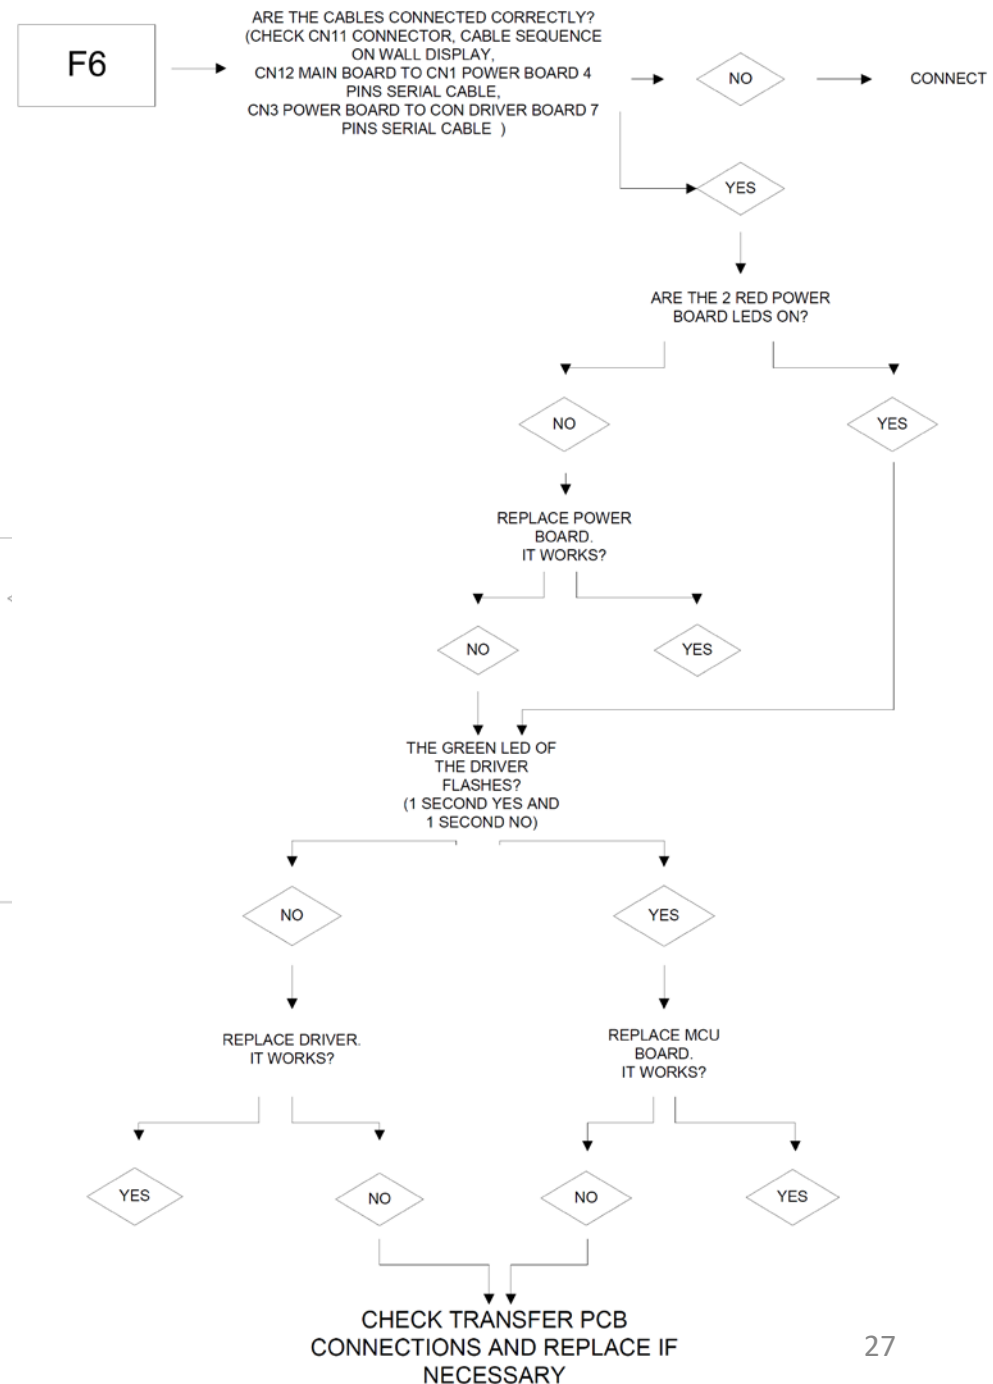 F6
ARE THE CABLES CONNECTED CORRECTLY?
(CHECK CN11 CONNECTOR, CABLE SEQUENCE
ON WALL DISPLAY,
CN12 MAIN BOARD TO CN1 POWER BOARD 4
PINS SERIAL CABLE,
CN3 POWER BOARD TO CON DRIVER BOARD 7
PINS SERIAL CABLE )
NO
CONNECT
YES
ARE THE 2 RED POWER
BOARD LEDS ON?
NO
YES
REPLACE POWER
BOARD.
IT WORKS?
NO
YES
THE GREEN LED OF
THE DRIVER
FLASHES?
(1 SECOND YES AND
1 SECOND NO)
NO
YES
REPLACE DRIVER.
IT WORKS?
REPLACE MCU
BOARD.
IT WORKS?
YES
NO
NO
YES
CHECK TRANSFER PCB
CONNECTIONS AND REPLACE IF
NECESSARY
27